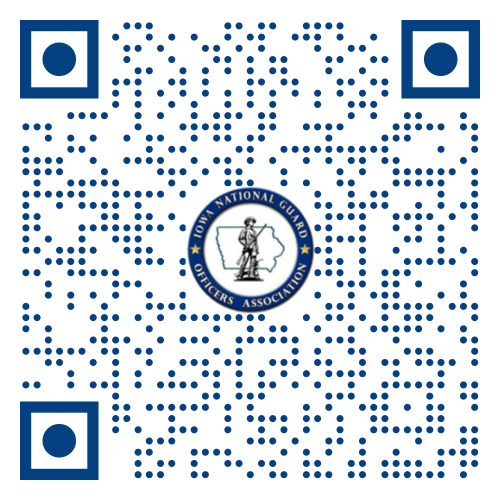 IOWA NATIONAL GUARD
OFFICERS ASSOCIATION